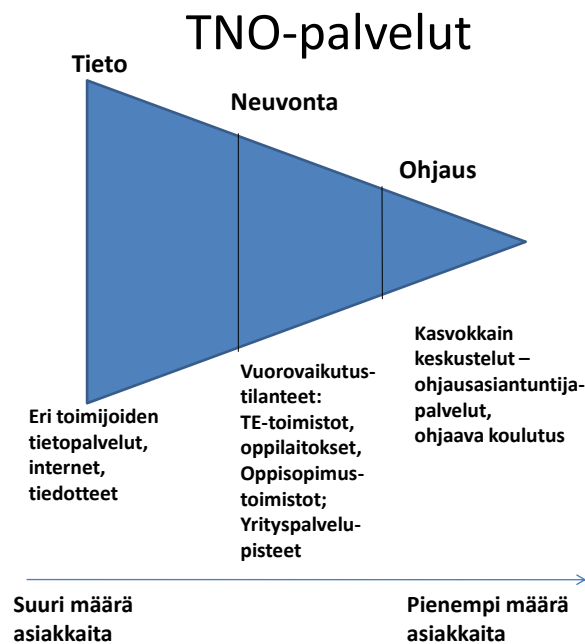 TNO-palvelut
Tieto
Neuvonta
Ohjaus
Eri toimijoiden
tietopalvelut,
internet,
tiedotteet
Vuorovaikutus-
tilanteet:
TE-toimistot,
oppilaitokset,
Oppisopimus-
toimistot;
Yrityspalvelu-
pisteet
Kasvokkain
keskustelut –
ohjausasiantuntija-
palvelut,
ohjaava koulutus
Suuri määrä
asiakkaita
Pienempi määrä
asiakkaita